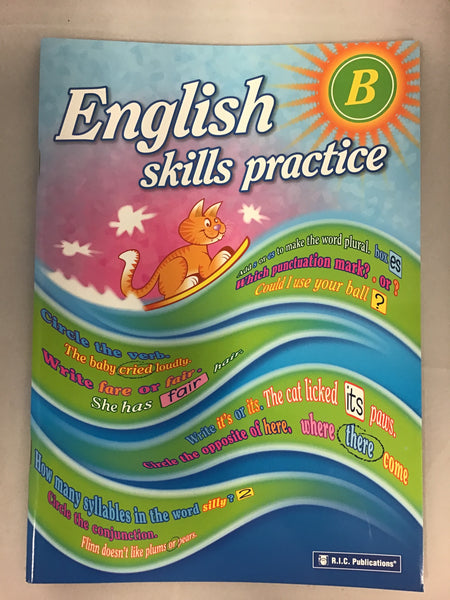 B
English
skills practice
Add s or es to make the word plural. box es
Which punctuation mark? . or ?
Could I use your ball ?
Circle the verb.
The baby cried loudly.
Write fare or fair.
She has fair hair.
Write it's or its. The cat licked its paws.
Circle the opposite of here. where there come
How many syllables in the word silly? 2
Circle the conjunction.
Flinn doesn't like plums or pears.
R.I.C. Publications®